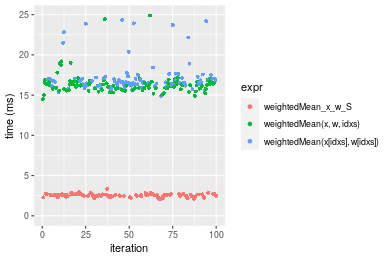 25
20
15
10
5
0
time (ms)
0
25
50
75
100
iteration
expr
weightedMean_x_w_S
weightedMean(x, w, idxs)
weightedMean(x[idxs], w[idxs])